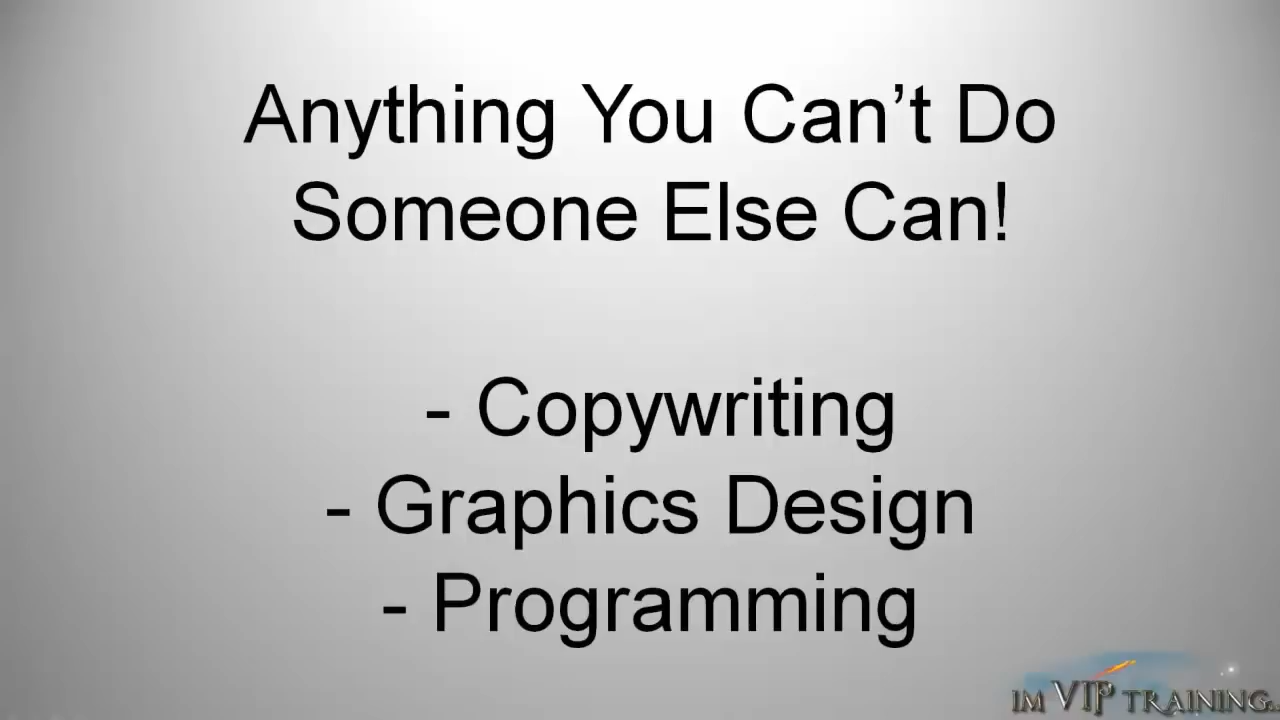 Anything You Can’t Do
Someone Else Can!
- Copywriting
- Graphics Design
- Programming
IM VIP TRAINING..